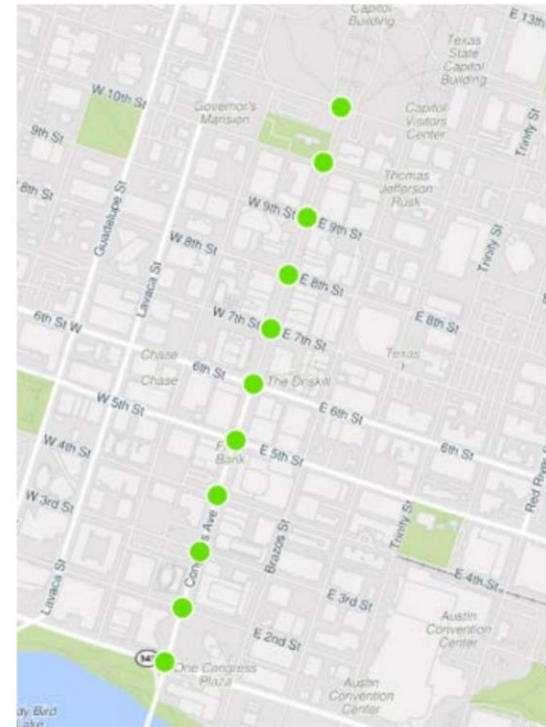 Capitol
Building
E 13th
Texas
State
Capitol
Building
W 10th St
Governor's
Mansion
Capitol
Visitors
Center
Trinity St
9th St
Thomas
Jefferson
Rusk
8th St
Guadalupe St
W 9th St
E 9th St
Lavaca St
W 8th St
Trinity St
E 8th St
6th St W
W 7th St
E 7th St
E 8th St
Chase
Chase
6th St
The Driskill
Texas
W 5th St
E 6th St
6th St
W 4th St
Bank
E 5th St
Red River S
W 3rd St
Ave
Brazos St
Trinity St
E 4th St
Lavaca St
E 3rd St
Austin
Convention
Center
E 2nd St
One Congress
Plaza
Austin
Convention
Center
dy Bird
Lake